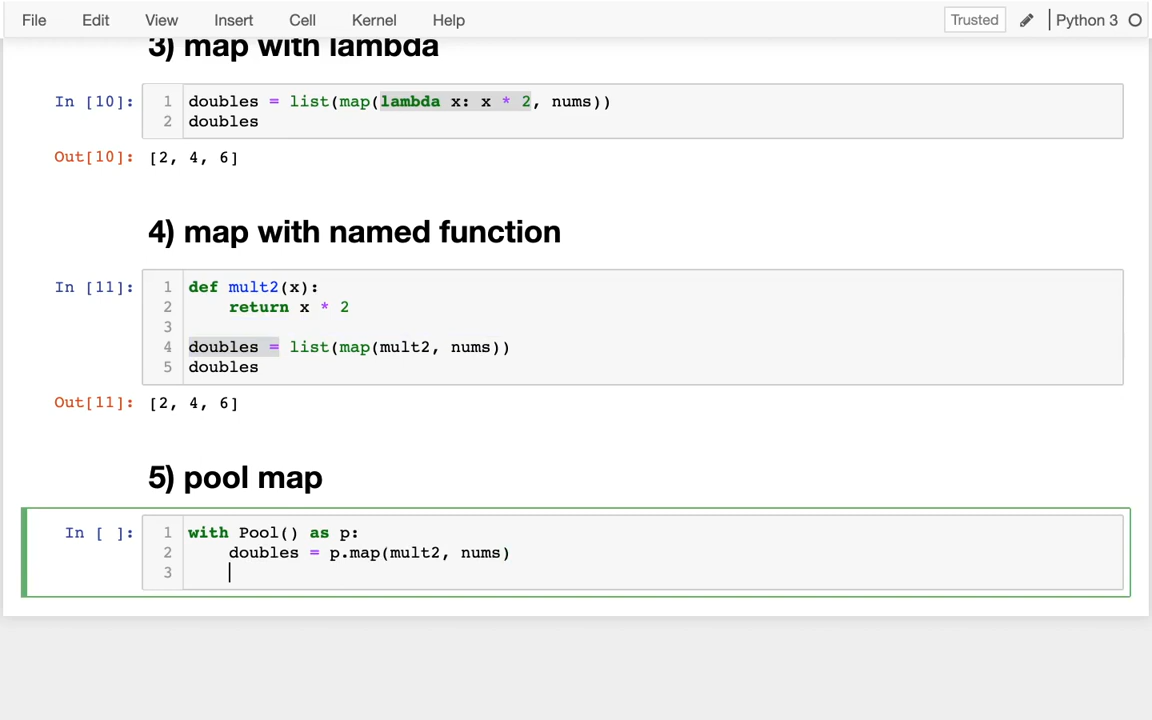 File Edit View Insert Cell Kernel Help Trusted Python 3
3) map with lambda
In [10]: 1 doubles = list(map(lambda x: x * 2, nums))
2 doubles
Out[10]: [2, 4, 6]
4) map with named function
In [11]: 1 def mult2(x):
2     return x * 2
3
4 doubles = list(map(mult2, nums))
5 doubles
Out[11]: [2, 4, 6]
5) pool map
In [ ]: 1 with Pool() as p:
2     doubles = p.map(mult2, nums)
3